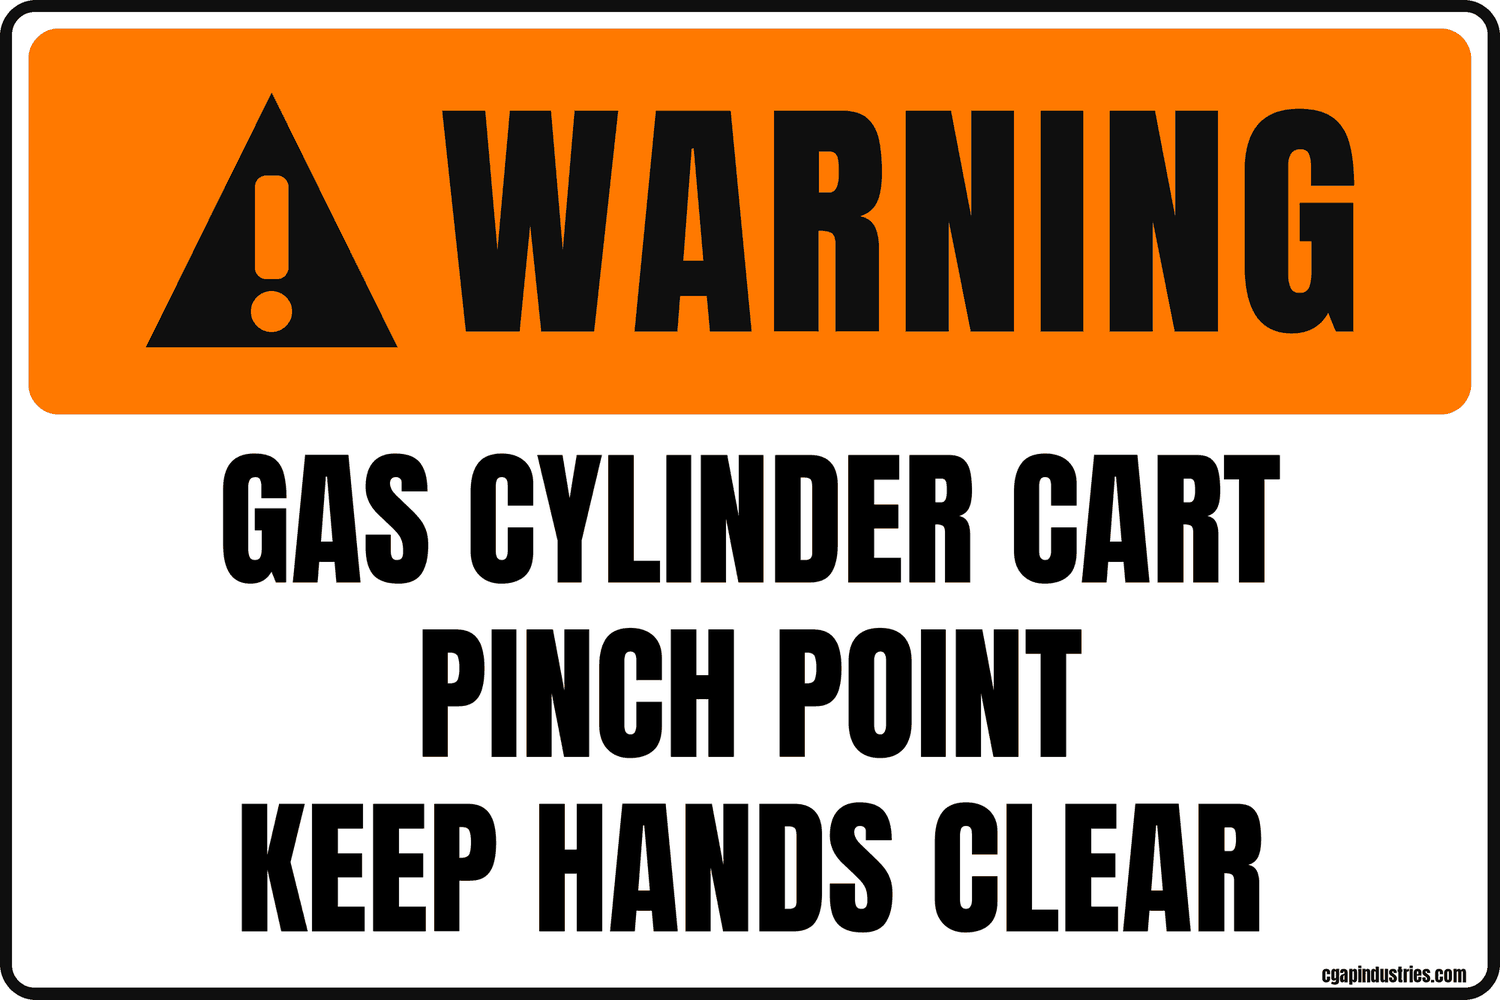 WARNING
GAS CYLINDER CART
PINCH POINT
KEEP HANDS CLEAR
cgapindustries.com